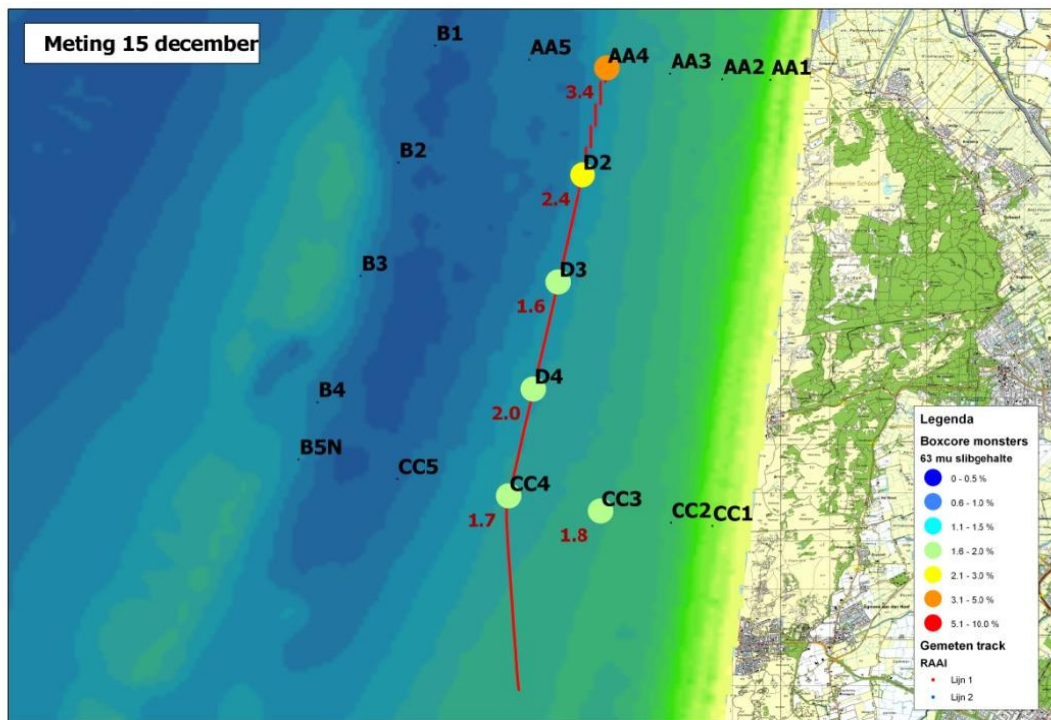 Meting 15 december
B1
AA5
AA4
AA3
AA2
AA1
3.4
B2
D2
2.4
B3
D3
1.6
B4
D4
2.0
B5N
CC5
CC4
CC3
CC2
CC1
1.7
1.8
Legenda
Boxcore monsters
63 mu slibgehalte
0 - 0.5 %
0.6 - 1.0 %
1.1 - 1.5 %
1.6 - 2.0 %
2.1 - 3.0 %
3.1 - 5.0 %
5.1 - 10.0 %
Gemeten track
RAAI
Lijn 1
Lijn 2